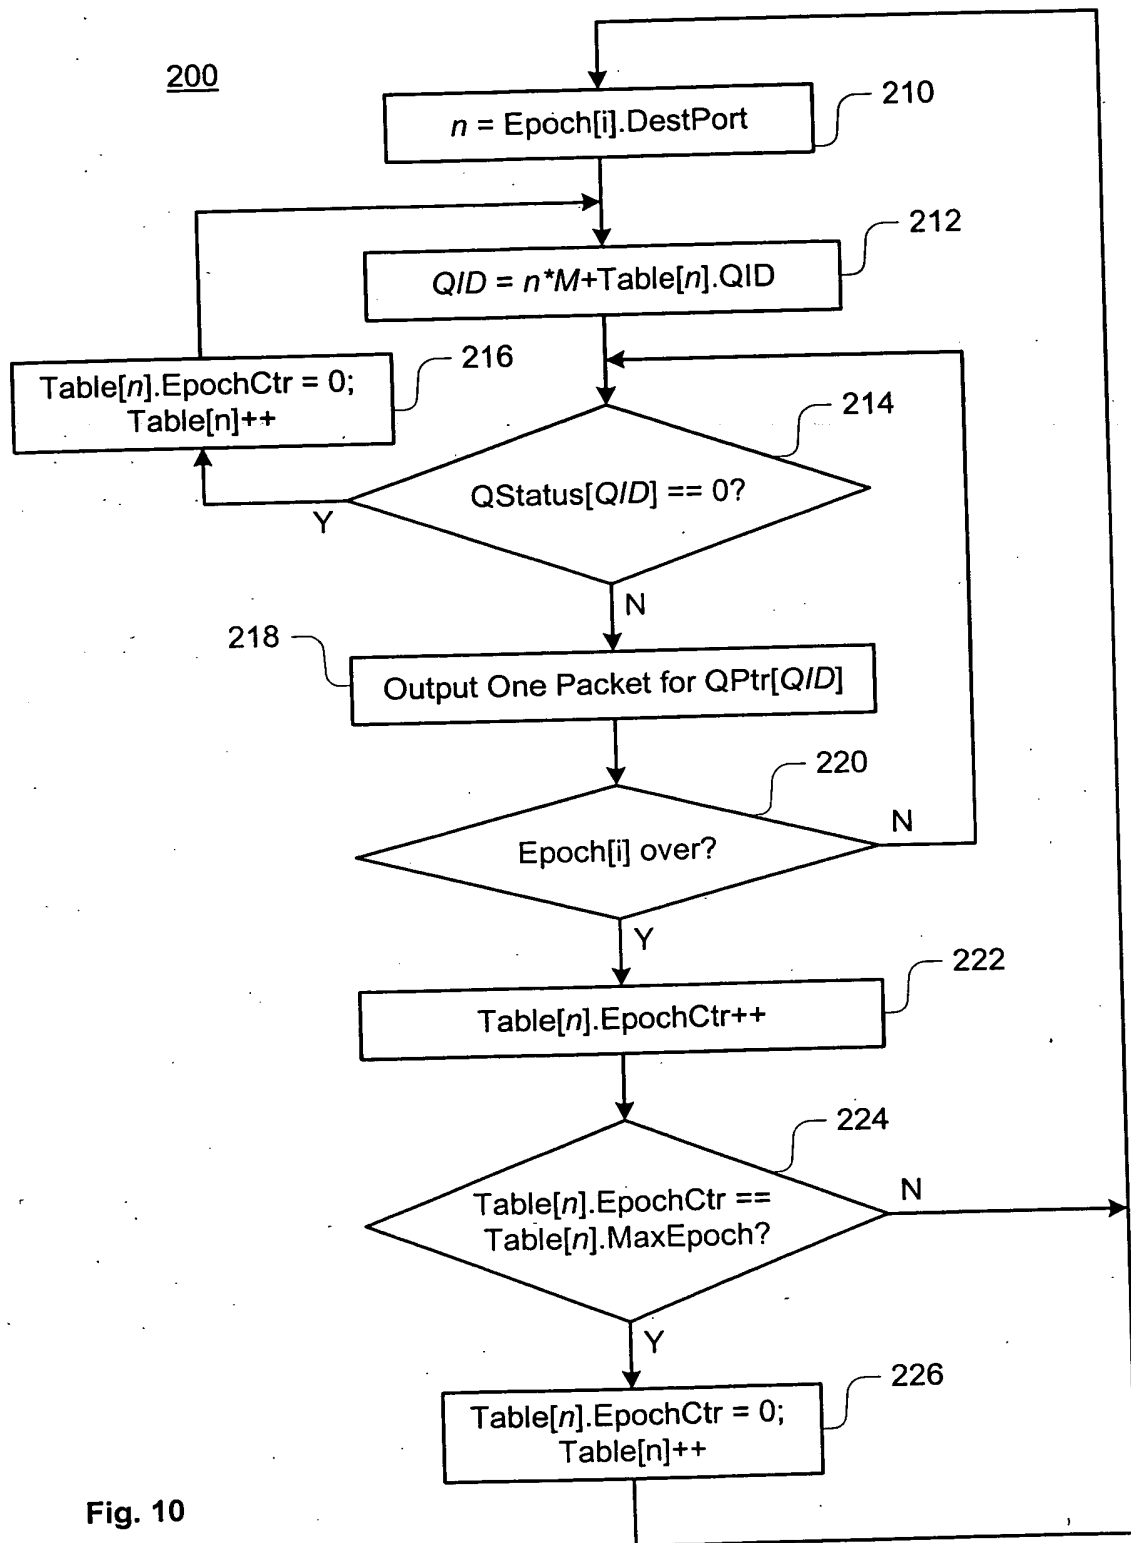 200
n = Epoch[i].DestPort
210
212
QID = n*M+Table[n].QID
216
Table[n].EpochCtr = 0;
Table[n]++
214
QStatus[QID] == 0?
Y
N
218
Output One Packet for QPtr[QID]
220
N
Epoch[i] over?
Y
222
Table[n].EpochCtr++
224
N
Table[n].EpochCtr ==
Table[n].MaxEpoch?
Y
226
Table[n].EpochCtr = 0;
Table[n]++
Fig. 10